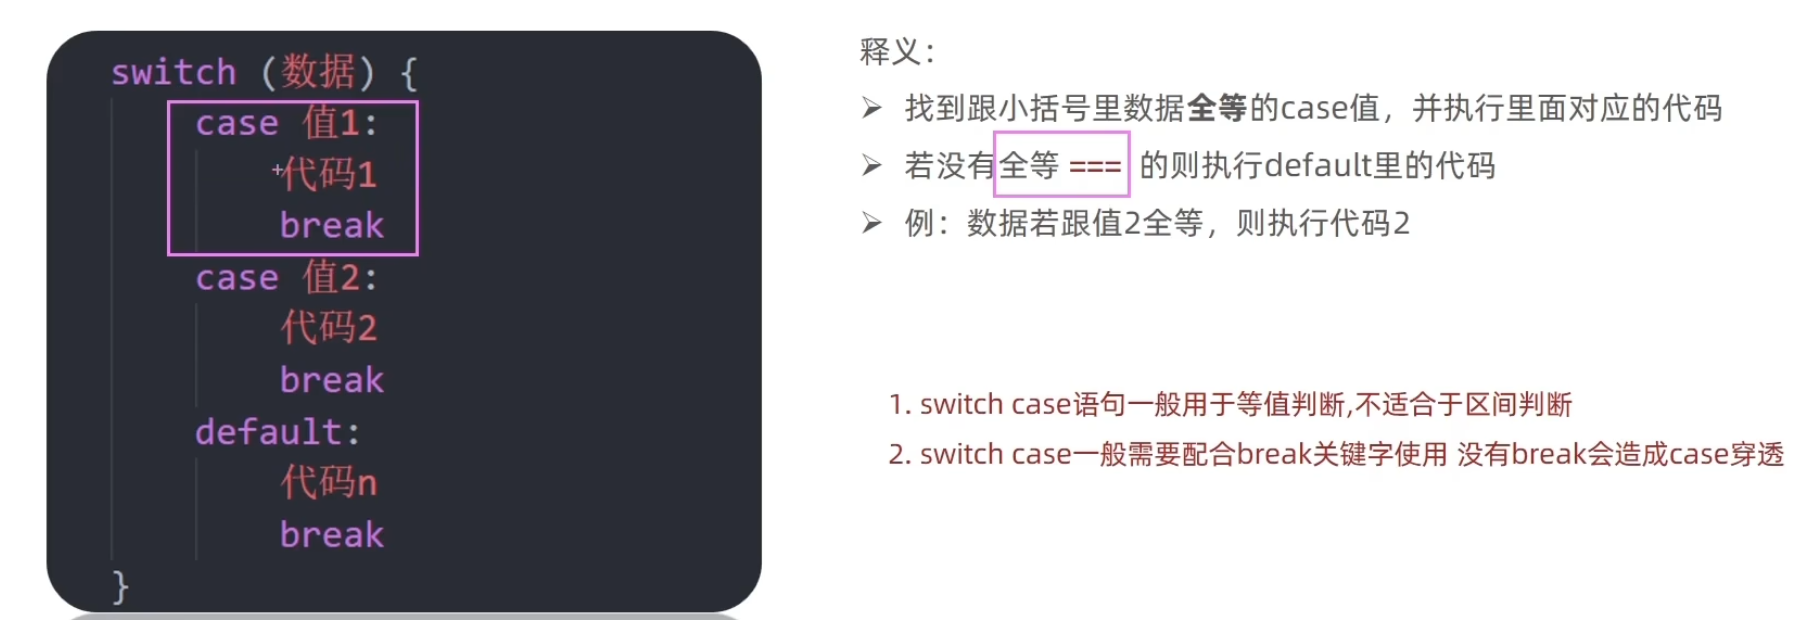 switch (数据) {
case 值1:
代码1
break
case 值2:
代码2
break
default:
代码n
break
}
释义：
➢ 找到跟小括号里数据全等的case值，并执行里面对应的代码
➢ 若没有全等 === 的则执行default里的代码
➢ 例：数据若跟值2全等，则执行代码2
1. switch case语句一般用于等值判断,不适合于区间判断
2. switch case一般需要配合break关键字使用 没有break会造成case穿透